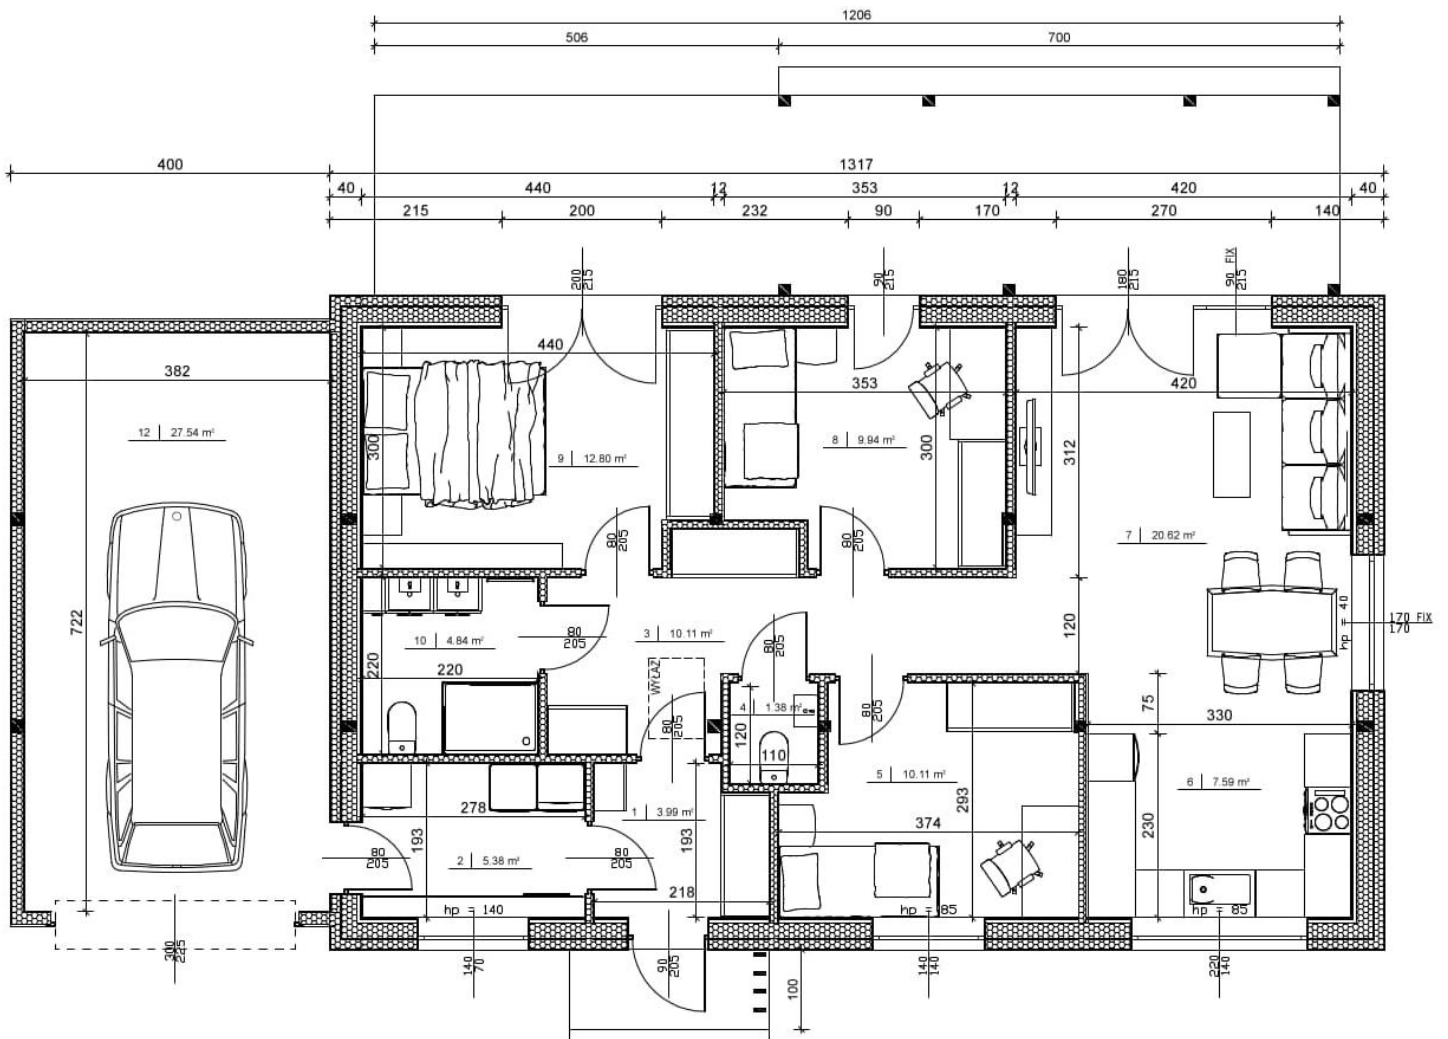 1206
506 700
400 1317
40 440 12 353 12 420 40
215 200 232 90 170 270 140
200
215
90
215
180
215
90 FIX
215
440
382 353 420
12 27.54 m²
300
9 12.80 m²
8 9.94 m²
300
312
7 20.62 m²
80
205
80
205
722
hp = 40
170 FIX
170
10 4.84 m²
80
205
3 10.11 m²
80
205
120
220
220
WYŁAZ
80
205
4 1.38 m²
120
110
80
205
75
330
5 10.11 m²
6 7.59 m²
278
193
1 3.99 m²
193
293
374
230
80
205
2 5.38 m²
80
205
218
hp = 140
hp = 85
hp = 85
300
225
140
70
90
205
100
140
140
220
140